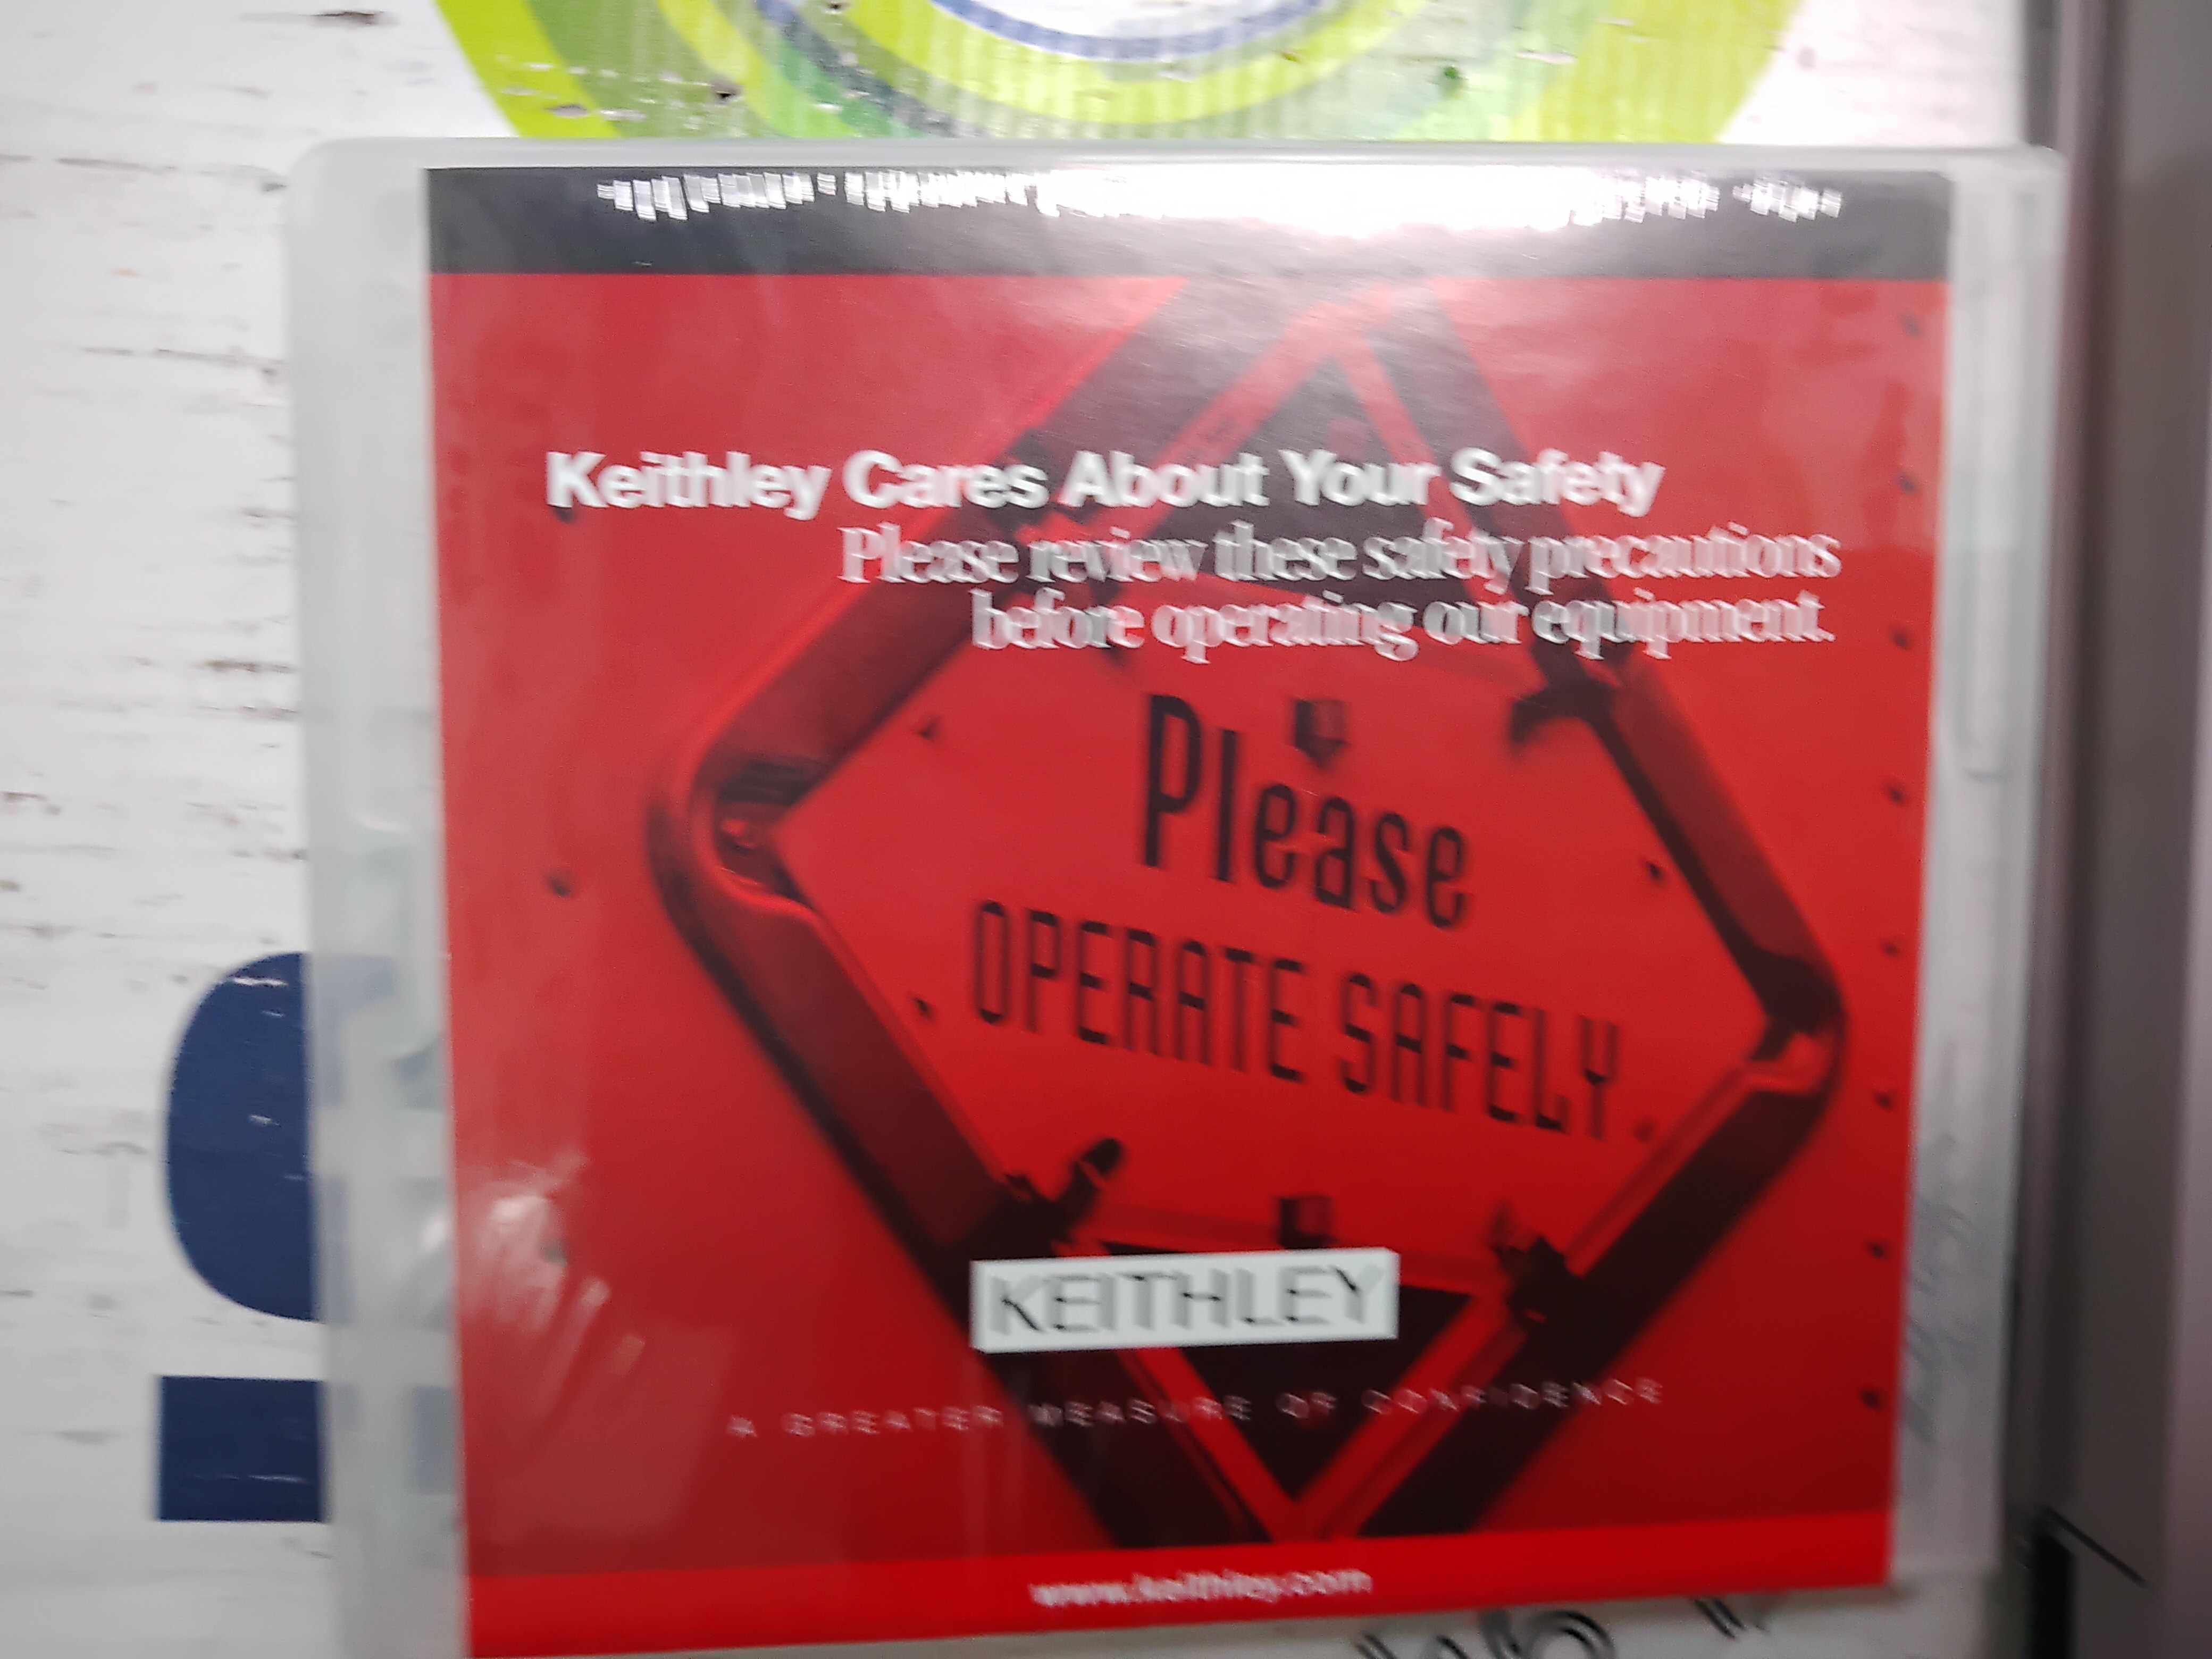 Keithley Cares About Your Safety
Please review these safety precautions
before operating our equipment.
Please
OPERATE SAFELY
KEITHLEY
A GREATER MEASURE OF CONFIDENCE
www.keithley.com